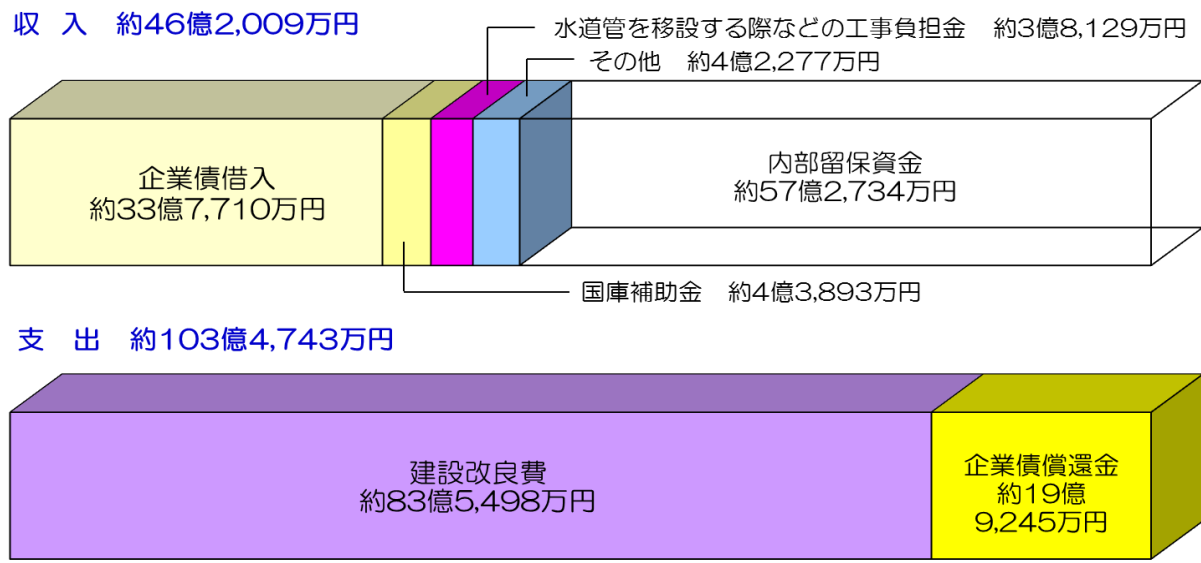 収 入 約46億2,009万円
水道管を移設する際などの工事負担金 約3億8,129万円
その他 約4億2,277万円
企業債借入
約33億7,710万円
内部留保資金
約57億2,734万円
国庫補助金 約4億3,893万円
支 出 約103億4,743万円
建設改良費
約83億5,498万円
企業債償還金
約19億
9,245万円